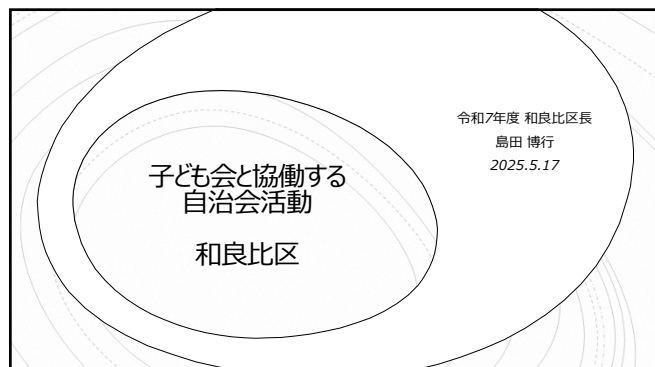 子ども会と協働する
自治会活動
和良比区
令和7年度 和良比区長
島田 博行
2025.5.17